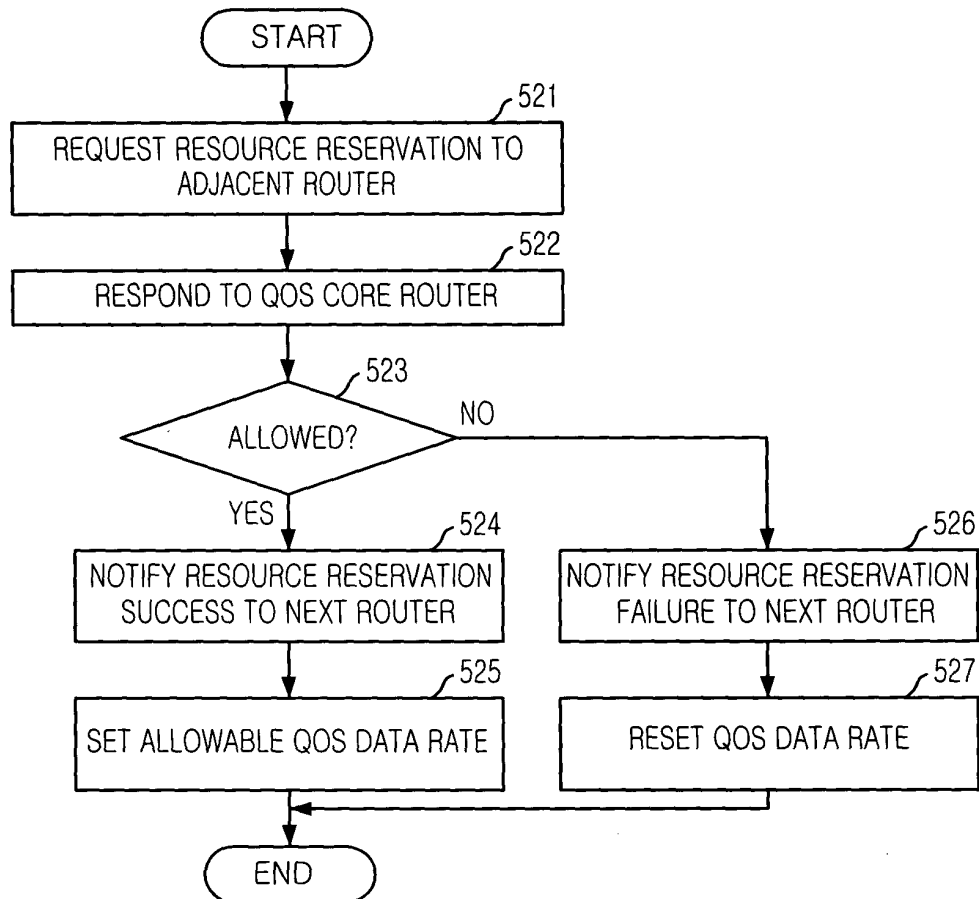 START
521
REQUEST RESOURCE RESERVATION TO
ADJACENT ROUTER
522
RESPOND TO QOS CORE ROUTER
523
ALLOWED?
NO
YES
524
NOTIFY RESOURCE RESERVATION
SUCCESS TO NEXT ROUTER
526
NOTIFY RESOURCE RESERVATION
FAILURE TO NEXT ROUTER
525
SET ALLOWABLE QOS DATA RATE
527
RESET QOS DATA RATE
END